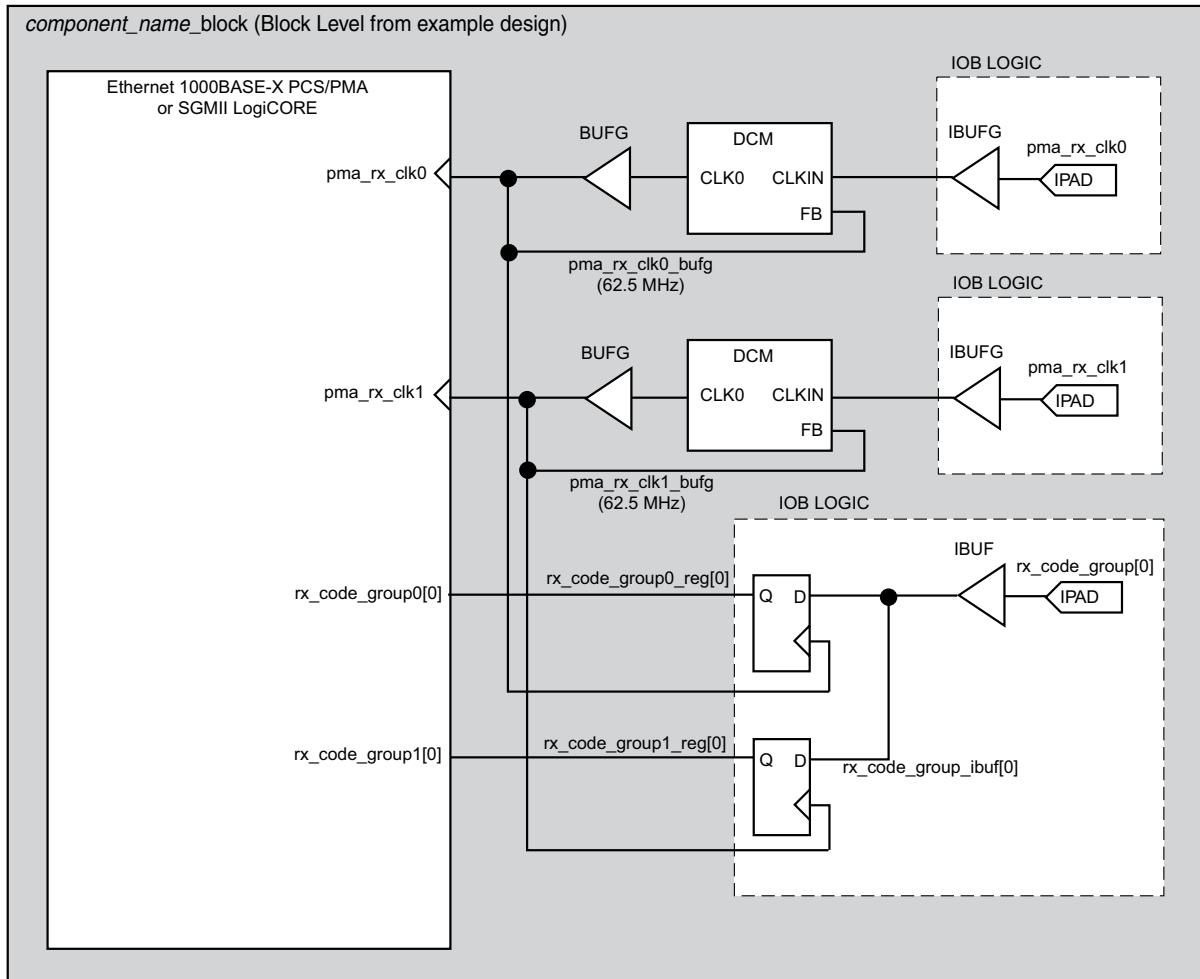 component_name_block (Block Level from example design)
Ethernet 1000BASE-X PCS/PMA
or SGMII LogiCORE
IOB LOGIC
BUFG
DCM
IBUFG
pma_rx_clk0
pma_rx_clk0
CLK0
CLKIN
IPAD
FB
pma_rx_clk0_bufg
(62.5 MHz)
IOB LOGIC
BUFG
DCM
IBUFG
pma_rx_clk1
pma_rx_clk1
CLK0
CLKIN
IPAD
FB
pma_rx_clk1_bufg
(62.5 MHz)
IOB LOGIC
IBUF
rx_code_group[0]
rx_code_group0[0]
rx_code_group0_reg[0]
Q
D
IPAD
rx_code_group1[0]
rx_code_group1_reg[0]
Q
D
rx_code_group_ibuf[0]